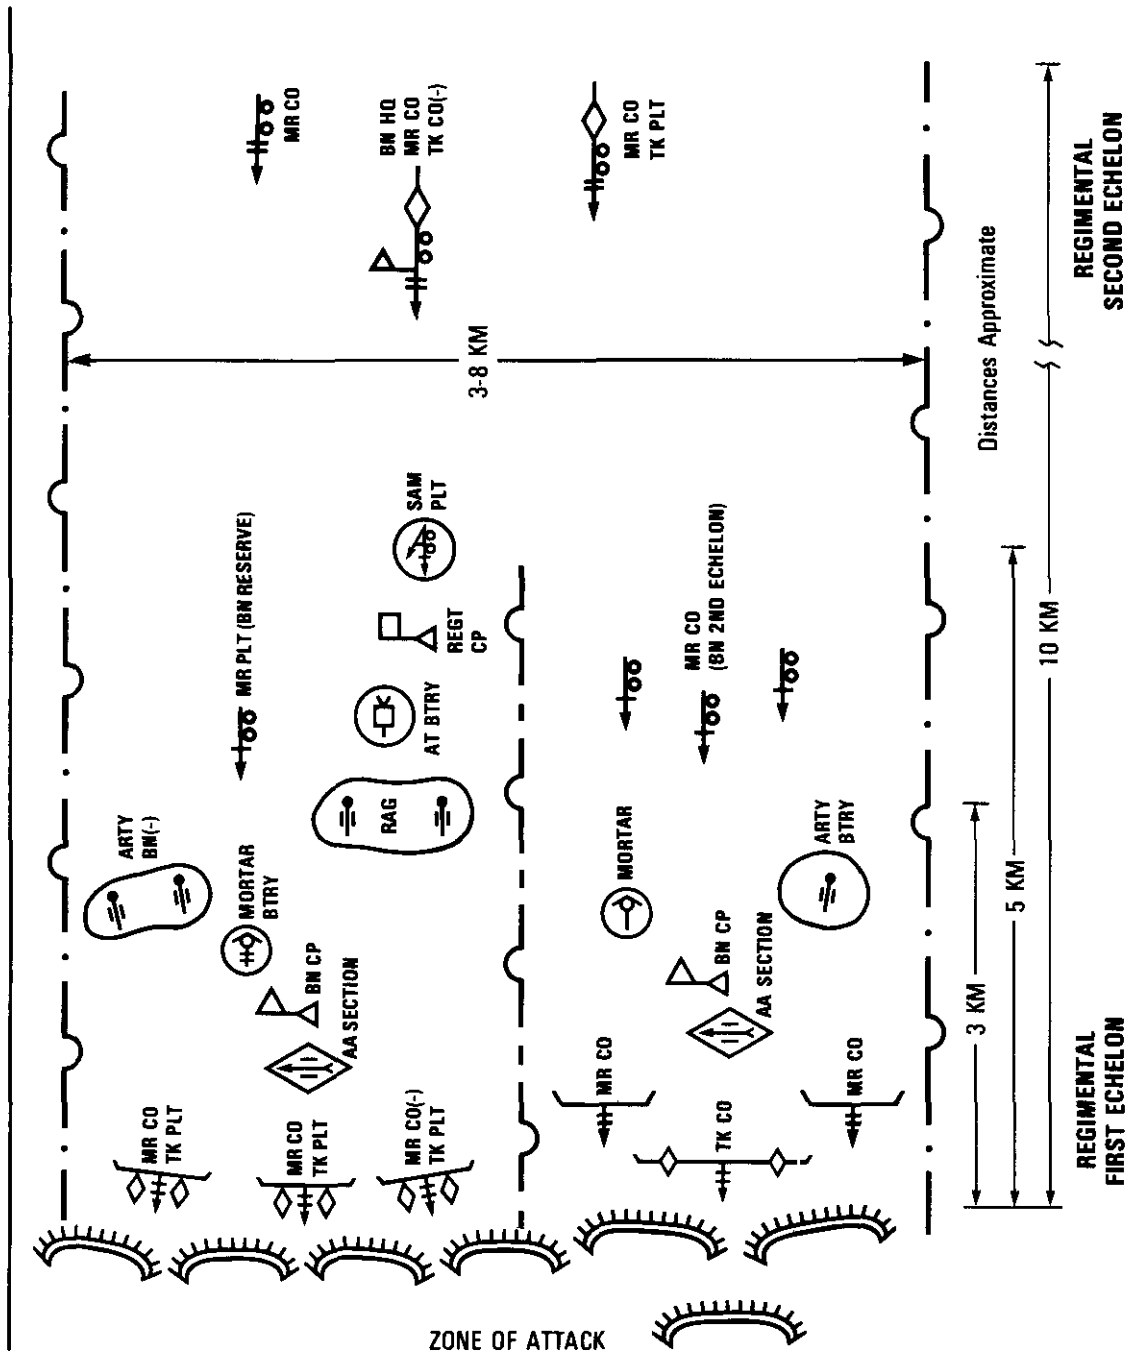 MR CO
BN HQ
MR CO
TK CO(-)
MR CO
TK PLT
3-8 KM
Distances Approximate
REGIMENTAL
SECOND ECHELON
SAM
PLT
MR PLT (BN RESERVE)
REGT
CP
AT BTRY
RAG
ARTY
BN(-)
MORTAR
BTRY
BN CP
AA SECTION
MR CO
TK PLT
MR CO
TK PLT
MR CO(-)
TK PLT
MR CO
(BN 2ND ECHELON)
MORTAR
ARTY
BTRY
BN CP
AA SECTION
MR CO
MR CO
TK CO
3 KM
5 KM
10 KM
REGIMENTAL
FIRST ECHELON
ZONE OF ATTACK